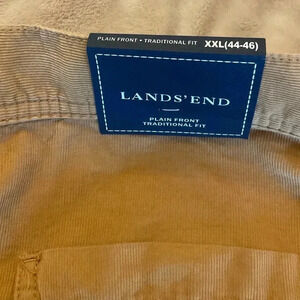 PLAIN FRONT • TRADITIONAL FIT XXL(44-46)
LANDS' END
PLAIN FRONT
TRADITIONAL FIT